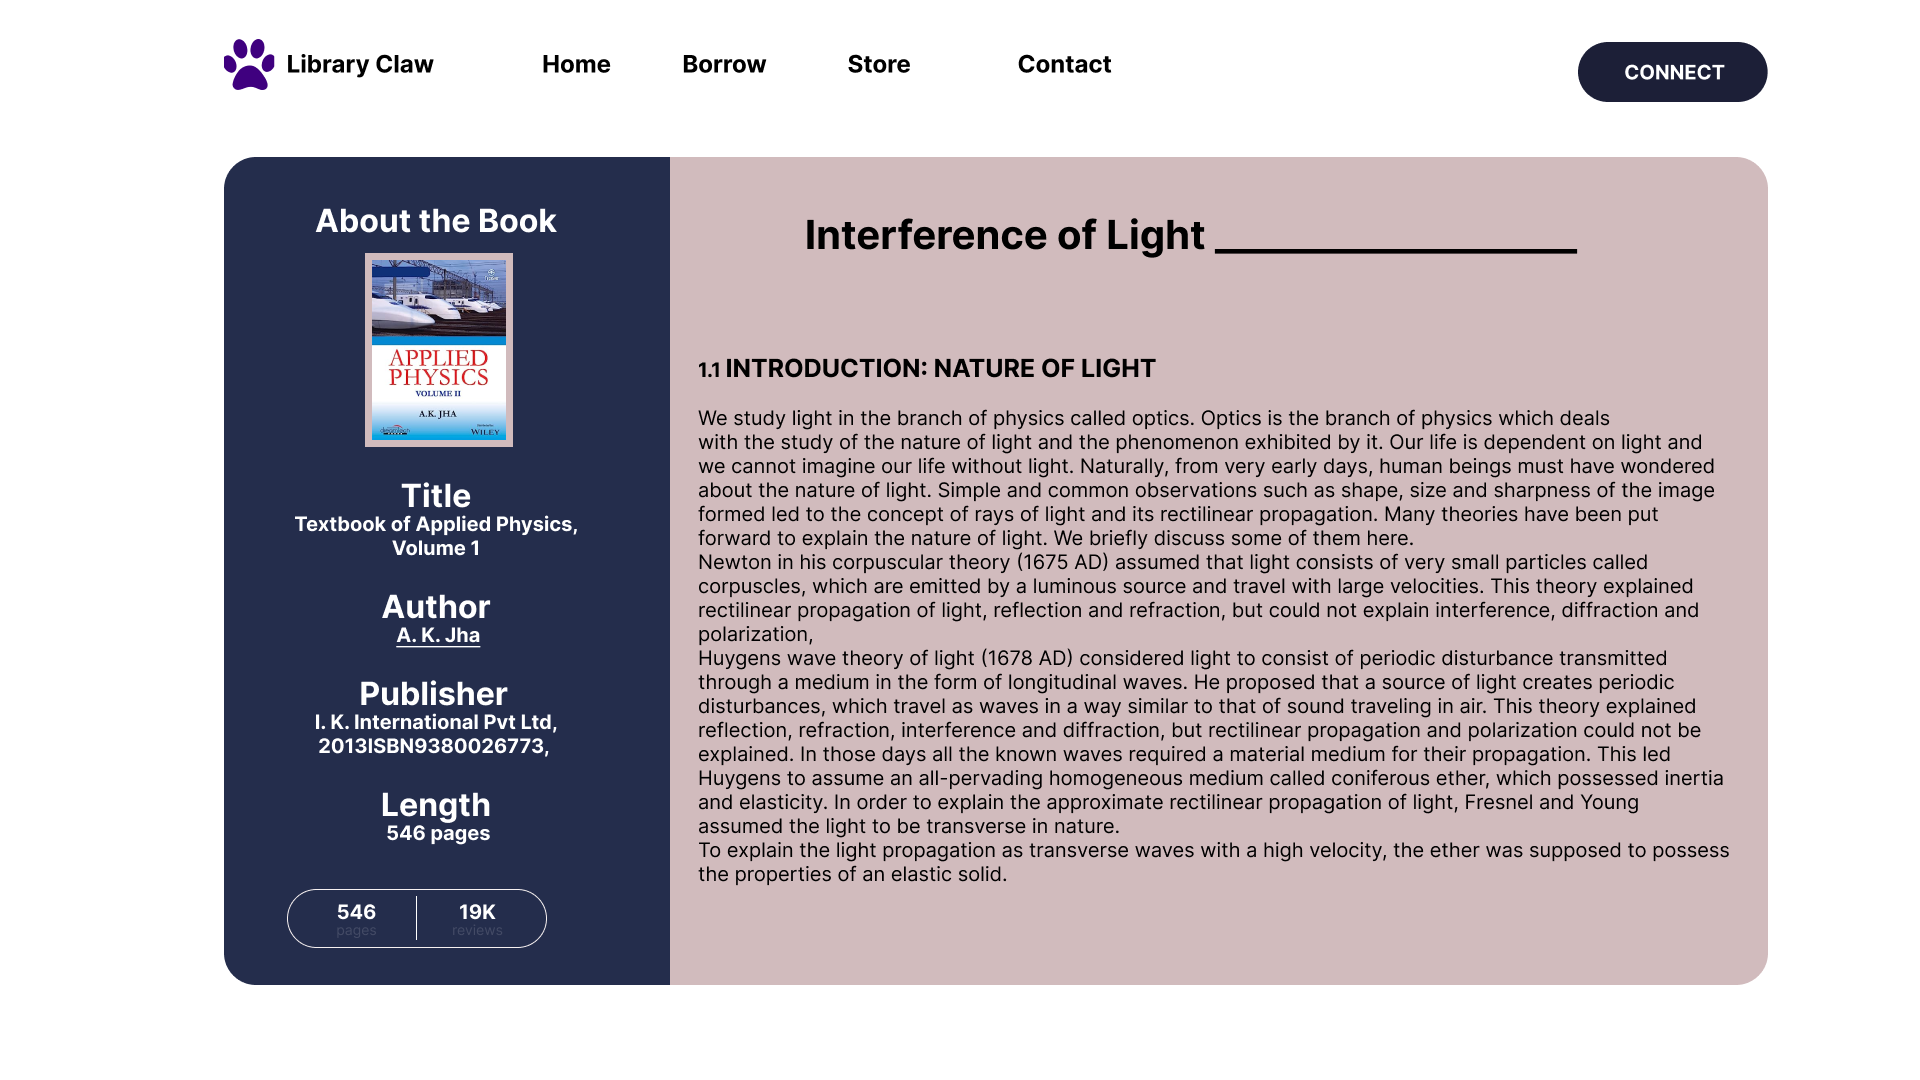 Library Claw
Home
Borrow
Store
Contact
CONNECT
About the Book
APPLIED
PHYSICS
VOLUME II
A.K. JHA
WILEY
Title
Textbook of Applied Physics,
Volume 1
Author
A. K. Jha
Publisher
I. K. International Pvt Ltd,
2013ISBN9380026773,
Length
546 pages
546
pages
19K
reviews
Interference of Light _______________
1.1 INTRODUCTION: NATURE OF LIGHT
We study light in the branch of physics called optics. Optics is the branch of physics which deals
with the study of the nature of light and the phenomenon exhibited by it. Our life is dependent on light and
we cannot imagine our life without light. Naturally, from very early days, human beings must have wondered
about the nature of light. Simple and common observations such as shape, size and sharpness of the image
formed led to the concept of rays of light and its rectilinear propagation. Many theories have been put
forward to explain the nature of light. We briefly discuss some of them here.
Newton in his corpuscular theory (1675 AD) assumed that light consists of very small particles called
corpuscles, which are emitted by a luminous source and travel with large velocities. This theory explained
rectilinear propagation of light, reflection and refraction, but could not explain interference, diffraction and
polarization,
Huygens wave theory of light (1678 AD) considered light to consist of periodic disturbance transmitted
through a medium in the form of longitudinal waves. He proposed that a source of light creates periodic
disturbances, which travel as waves in a way similar to that of sound traveling in air. This theory explained
reflection, refraction, interference and diffraction, but rectilinear propagation and polarization could not be
explained. In those days all the known waves required a material medium for their propagation. This led
Huygens to assume an all-pervading homogeneous medium called coniferous ether, which possessed inertia
and elasticity. In order to explain the approximate rectilinear propagation of light, Fresnel and Young
assumed the light to be transverse in nature.
To explain the light propagation as transverse waves with a high velocity, the ether was supposed to possess
the properties of an elastic solid.